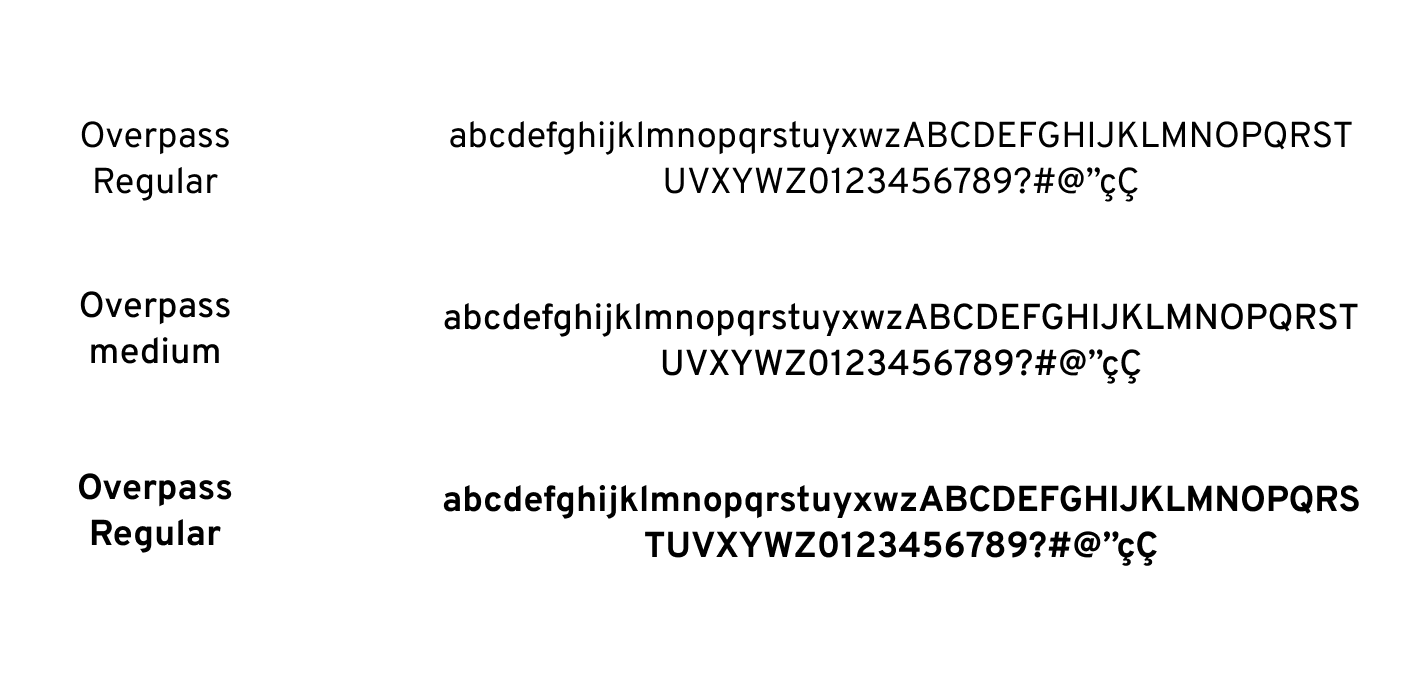 Overpass
Regular
abcdefghijklmnopqrstuyxwzABCDEFGHIJKLMNOPQRST
UVXYWZ0123456789?#@”çÇ
Overpass
medium
abcdefghijklmnopqrstuyxwzABCDEFGHIJKLMNOPQRST
UVXYWZ0123456789?#@”çÇ
Overpass
Regular
abcdefghijklmnopqrstuyxwzABCDEFGHIJKLMNOPQRS
TUVXYWZ0123456789?#@”çÇ